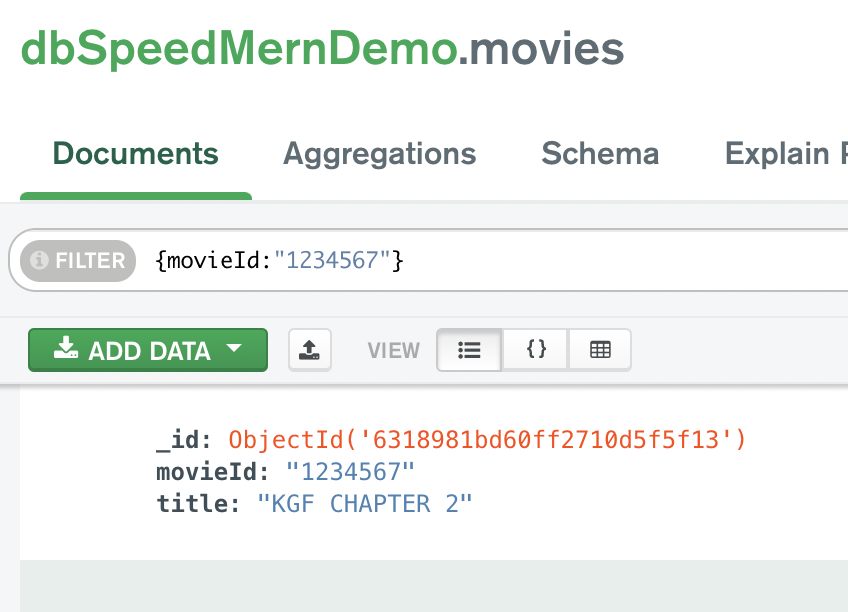 dbSpeedMernDemo.movies
Documents Aggregations Schema Explain
FILTER {movieId:"1234567"}
ADD DATA VIEW {}
_id: ObjectId('6318981bd60ff2710d5f5f13')
movieId: "1234567"
title: "KGF CHAPTER 2"